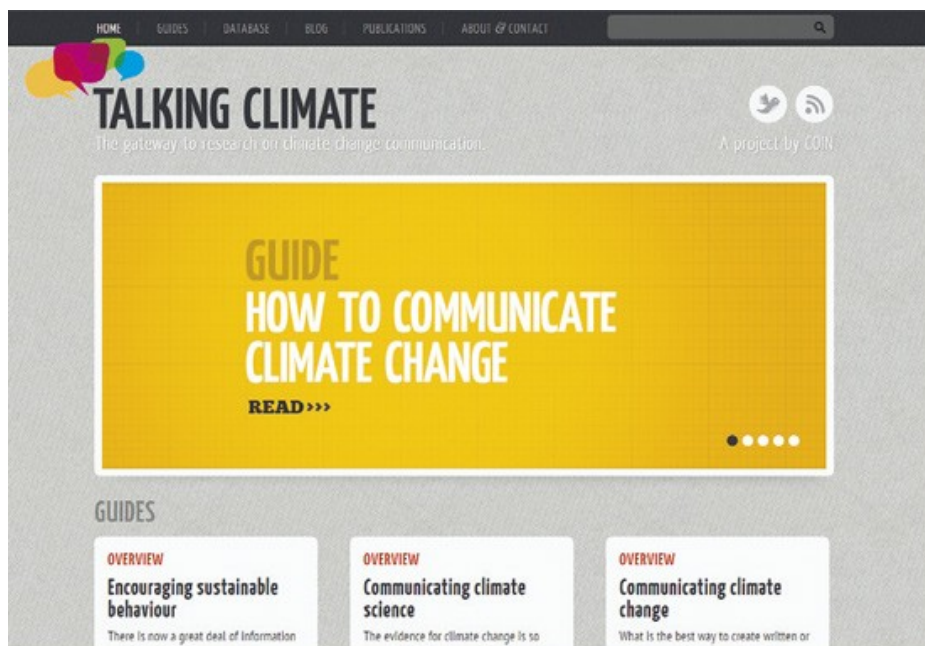 HOME GUIDES DATABASE BLOG PUBLICATIONS ABOUT & CONTACT
TALKING CLIMATE
The gateway to research on climate change communication.
A project by COIN
GUIDE
HOW TO COMMUNICATE
CLIMATE CHANGE
READ>>>
GUIDES
OVERVIEW
Encouraging sustainable
behaviour
There is now a great deal of information
OVERVIEW
Communicating climate
science
The evidence for climate change is so
OVERVIEW
Communicating climate
change
What is the best way to create written or